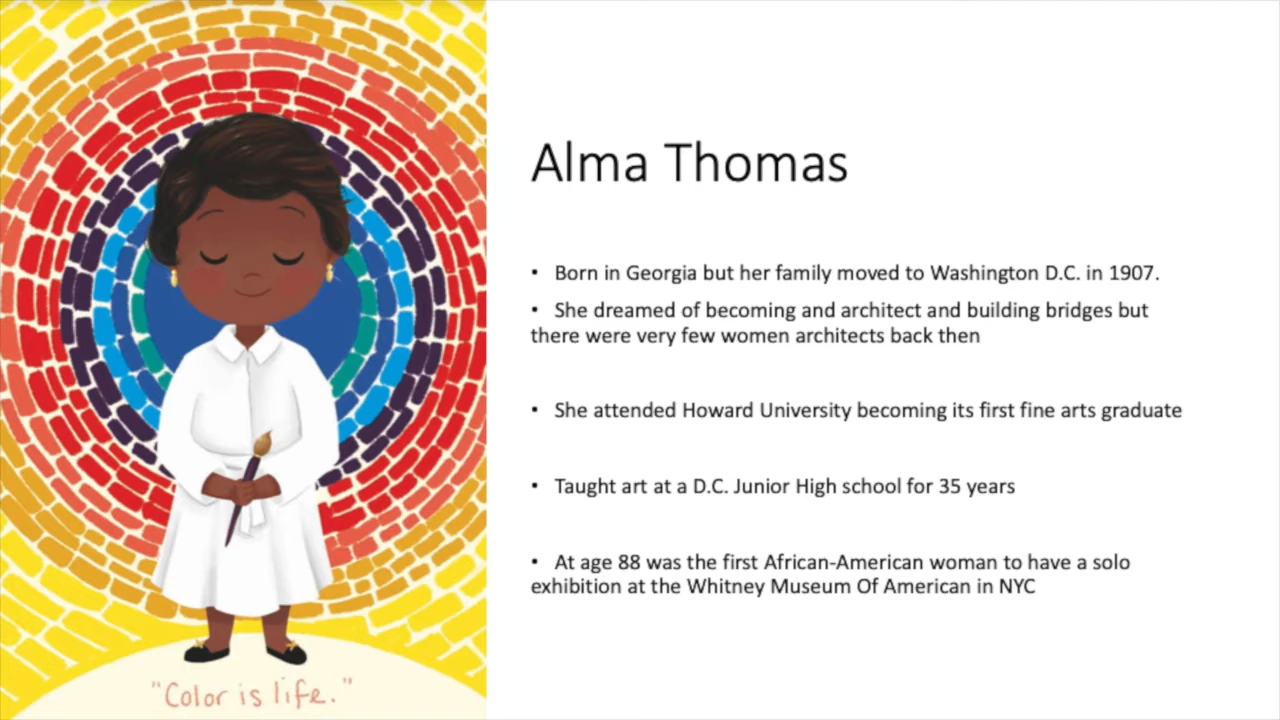 Alma Thomas
• Born in Georgia but her family moved to Washington D.C. in 1907.
• She dreamed of becoming and architect and building bridges but
there were very few women architects back then
• She attended Howard University becoming its first fine arts graduate
• Taught art at a D.C. Junior High school for 35 years
• At age 88 was the first African-American woman to have a solo
exhibition at the Whitney Museum Of American in NYC
"Color is life."